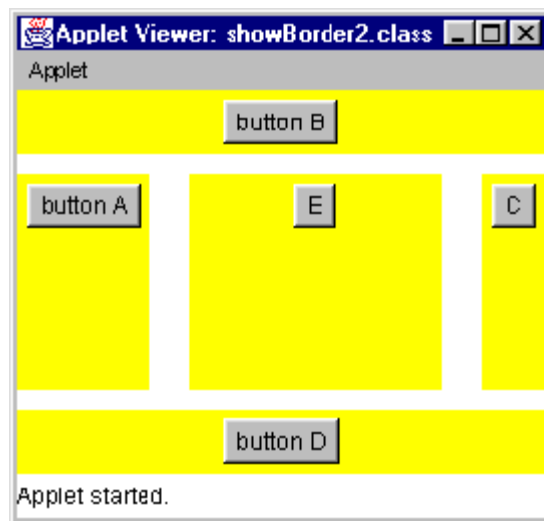 Applet Viewer: showBorder2.class
Applet
button B
button A E C
button D
Applet started.